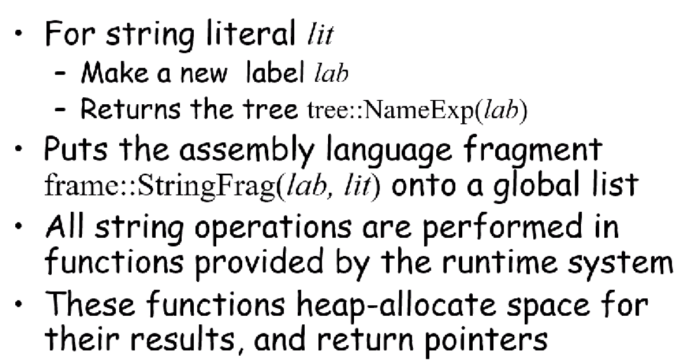 • For string literal lit
– Make a new label lab
– Returns the tree tree::NameExp(lab)
• Puts the assembly language fragment
frame::StringFrag(lab, lit) onto a global list
• All string operations are performed in
functions provided by the runtime system
• These functions heap-allocate space for
their results, and return pointers